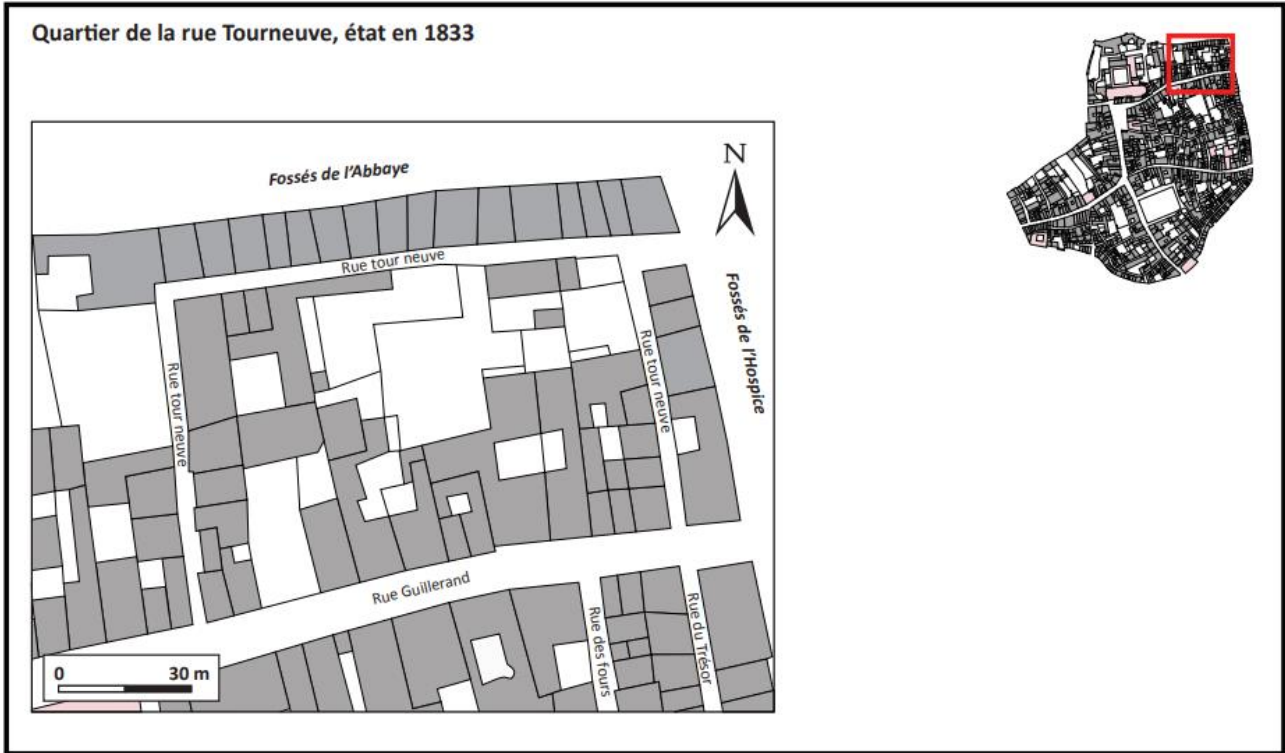 Quartier de la rue Tourneuve, état en 1833
Fossés de l'Abbaye
N
Rue tour neuve
Fossés de l'Hospice
Rue tour neuve
Rue tour neuve
Rue Guillerand
Rue des fours
Rue du Trésor
0 30 m